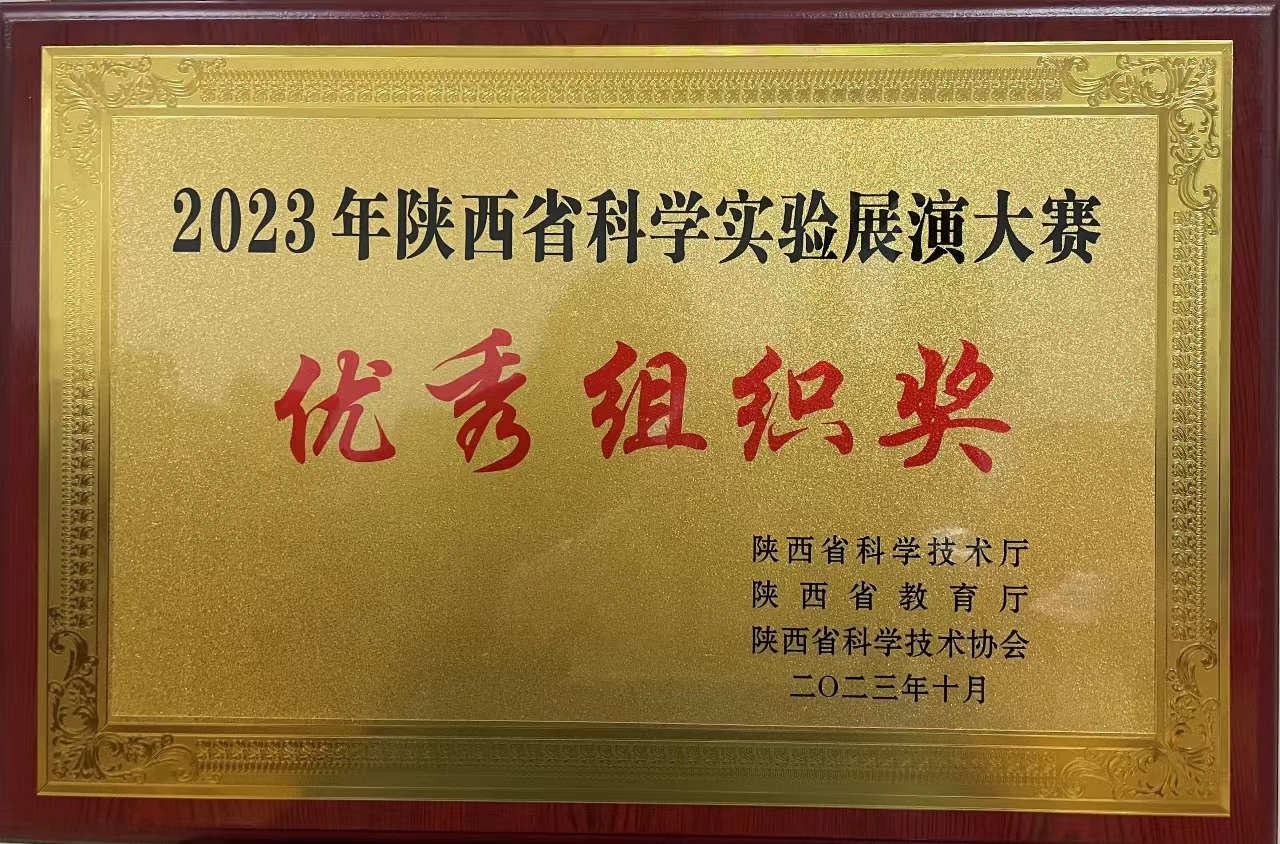 2023年陕西省科学实验展演大赛
优秀组织奖
陕西省科学技术厅
陕西省教育厅
陕西省科学技术协会
二〇二三年十月